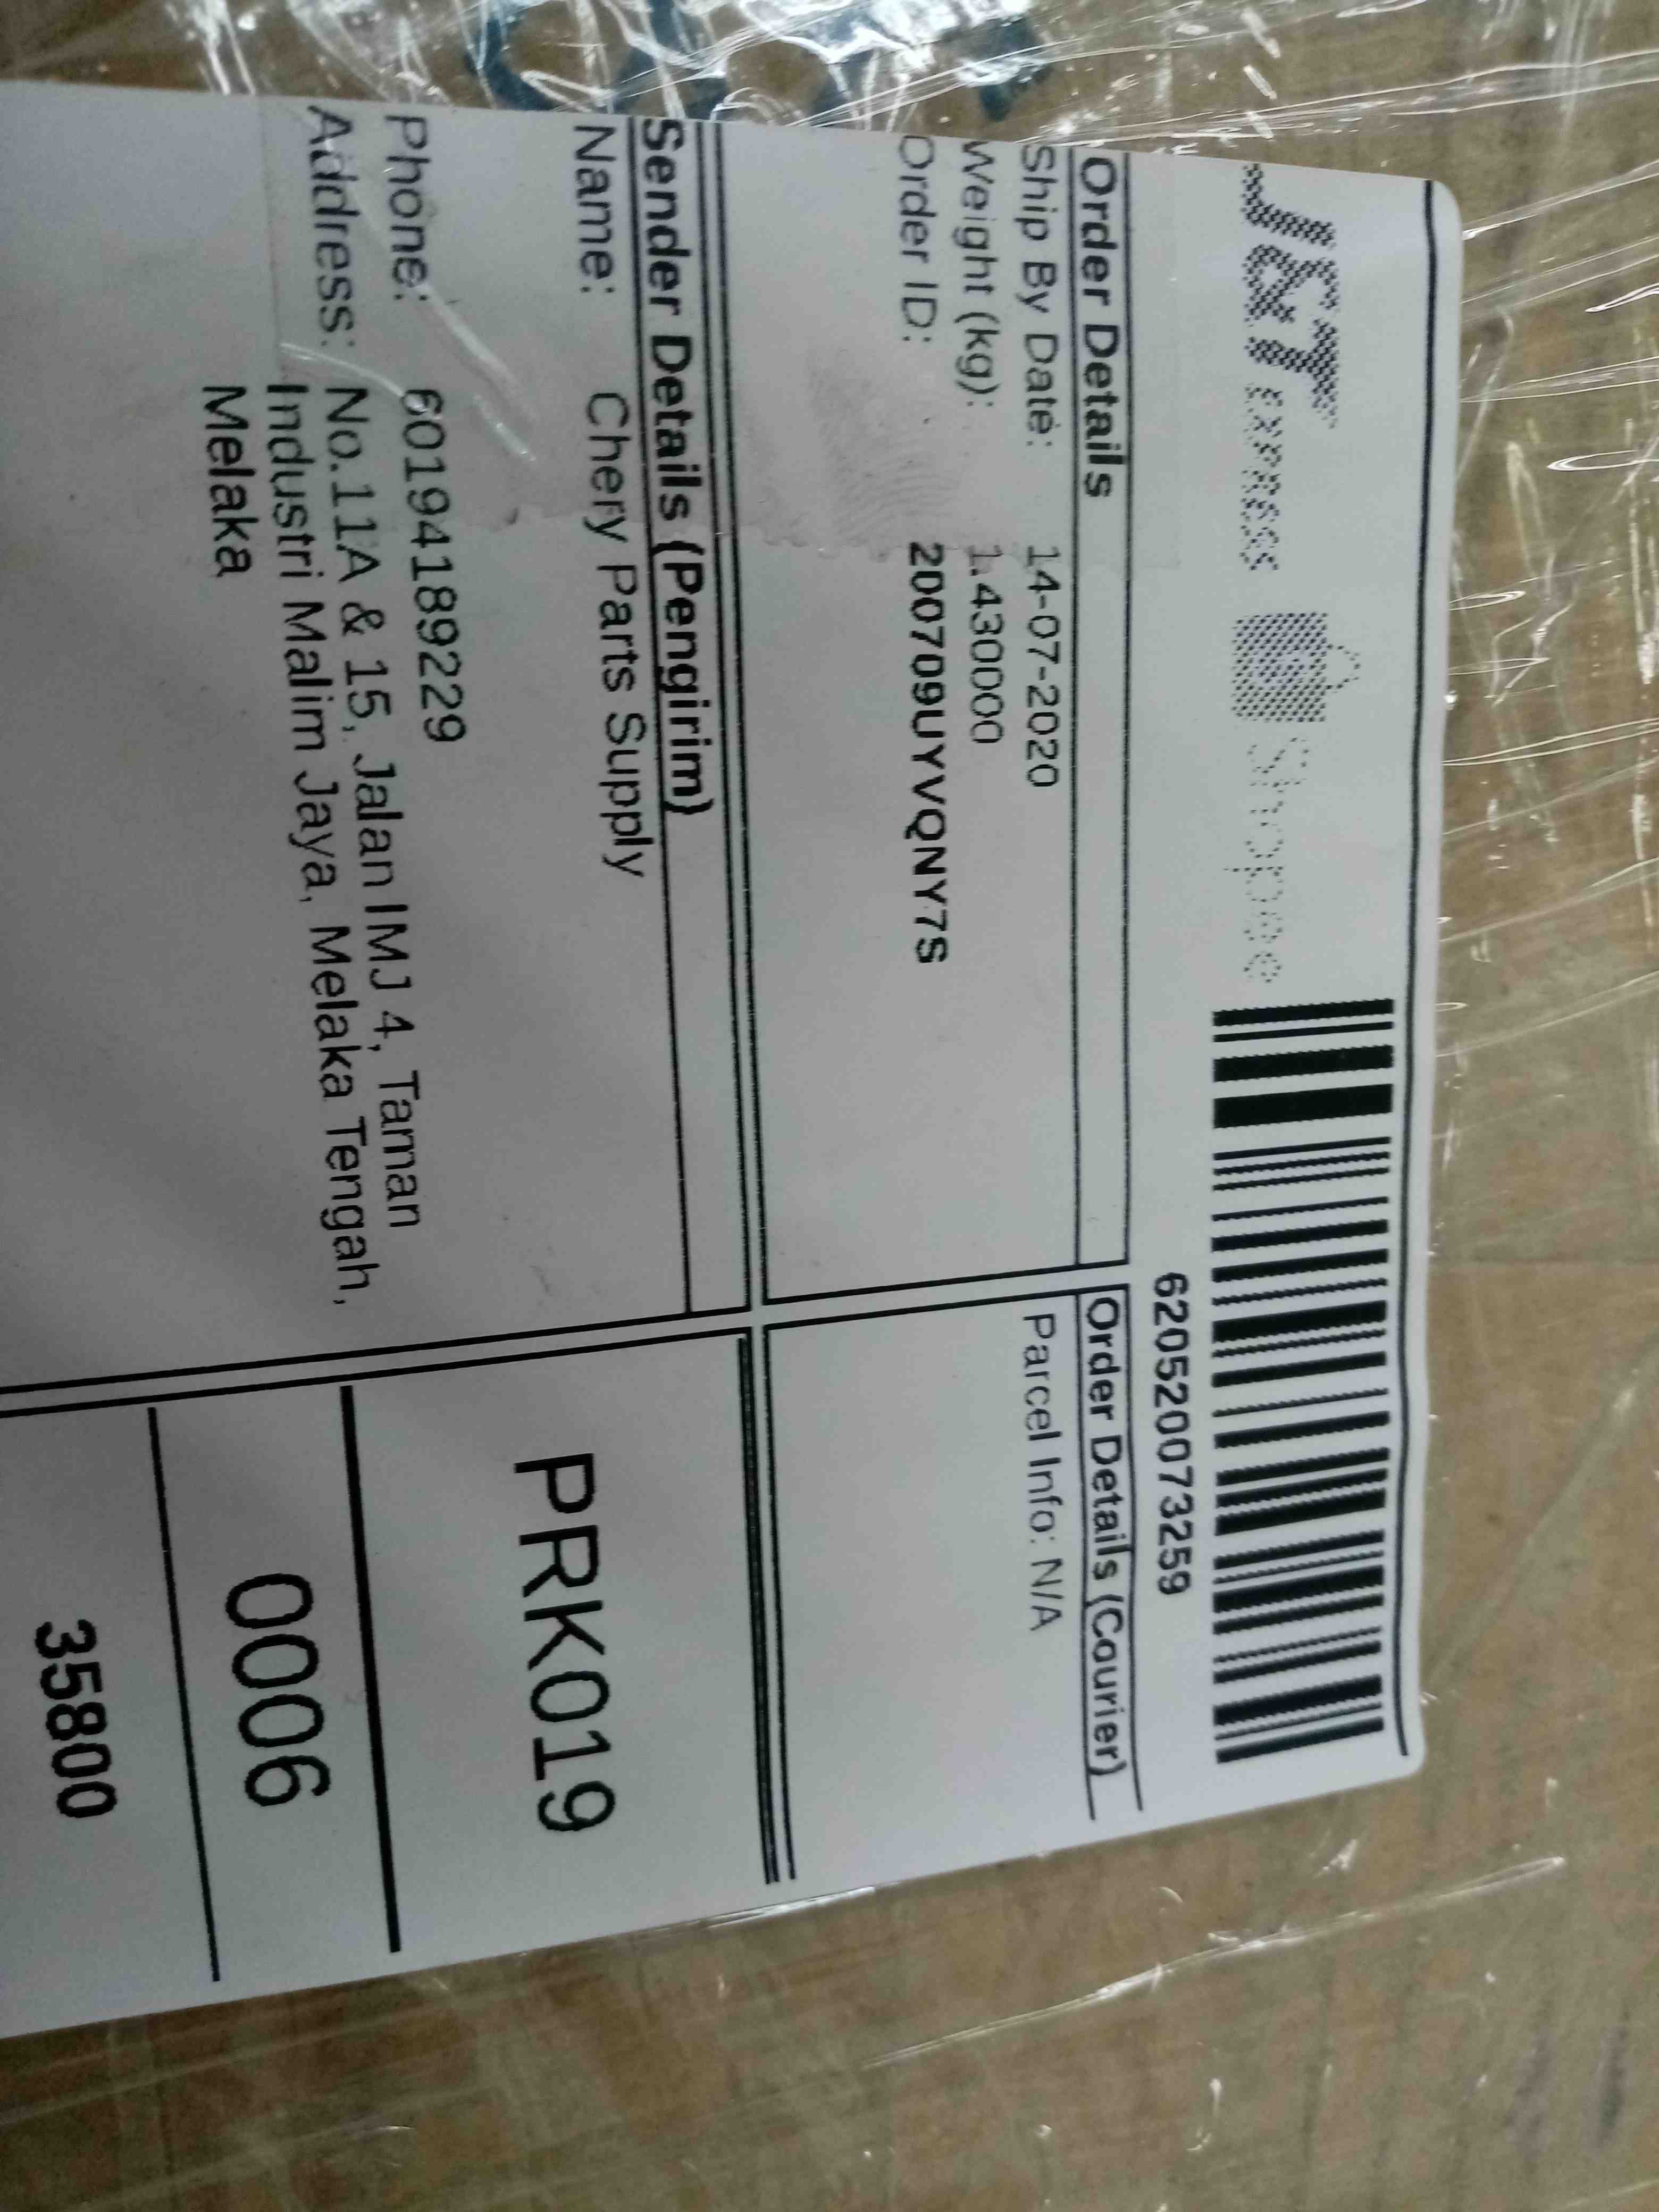 J&T EXPRESS Shopee
620520073259
Order Details
Ship By Date: 14-07-2020
Weight (kg): 1.430000
Order ID: 200709UYVQNY7S
Order Details (Courier)
Parcel Info: N/A
Sender Details (Pengirim)
Name: Chery Parts Supply
Phone: 60194189229
Address: No.11A & 15, Jalan IMJ 4, Taman
Industri Malim Jaya, Melaka Tengah,
Melaka
PRK019
0006
35800